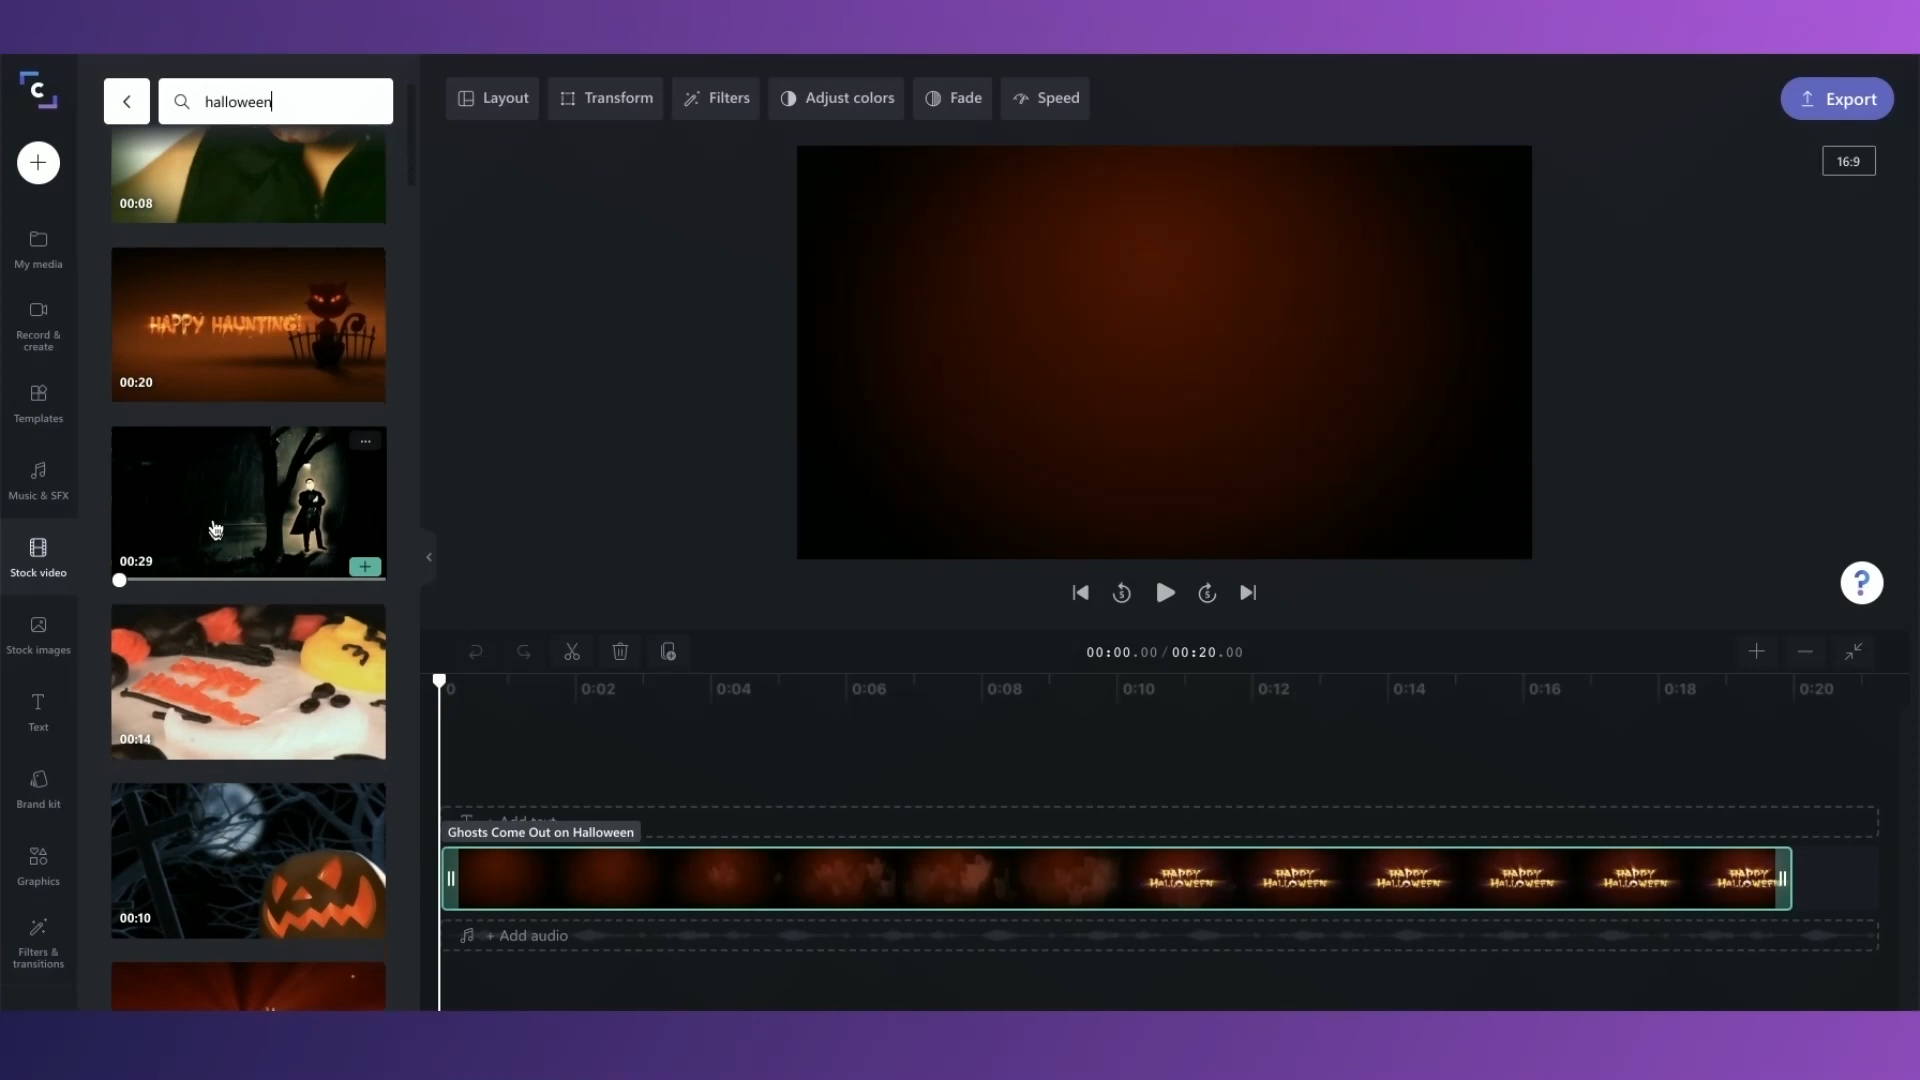 C
halloween
Layout
Transform
Filters
Adjust colors
Fade
Speed
Export
16:9
00:08
HAPPY HAUNTING!
00:20
...
00:29
00:14
00:10
My media
Record &
create
Templates
Music & SFX
Stock video
Stock images
Text
Brand kit
Graphics
Filters &
transitions
5
5
?
00:00.00 / 00:20.00
0
0:02
0:04
0:06
0:08
0:10
0:12
0:14
0:16
0:18
0:20
T + Add text
Ghosts Come Out on Halloween
HAPPY
HALLOWEEN
HAPPY
HALLOWEEN
HAPPY
HALLOWEEN
HAPPY
HALLOWEEN
HAPPY
HALLOWEEN
HAPPY
HALLOWEEN
+ Add audio